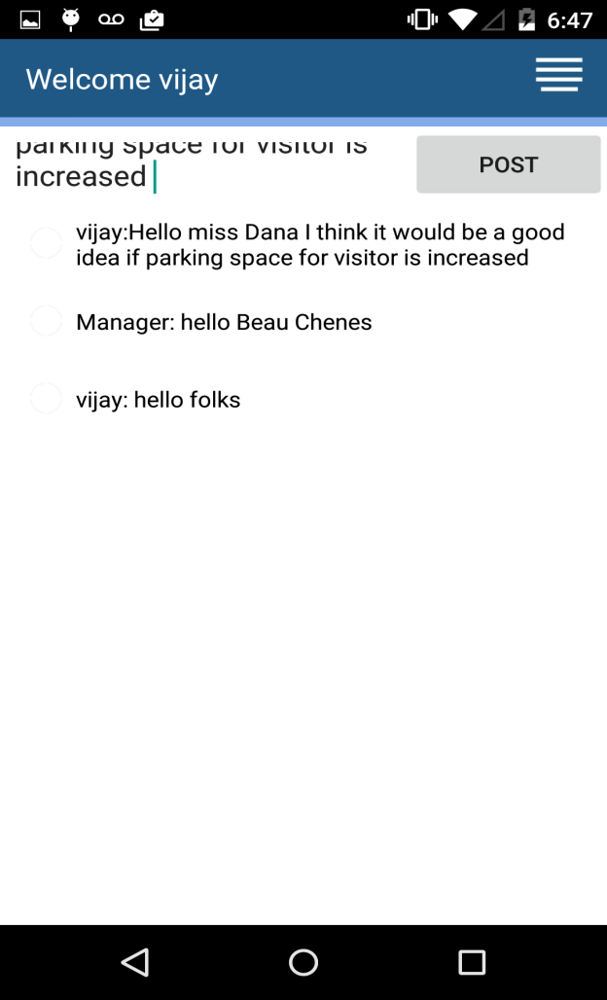 6:47
Welcome vijay
parking space for visitor is
increased
POST
vijay:Hello miss Dana I think it would be a good
idea if parking space for visitor is increased
Manager: hello Beau Chenes
vijay: hello folks